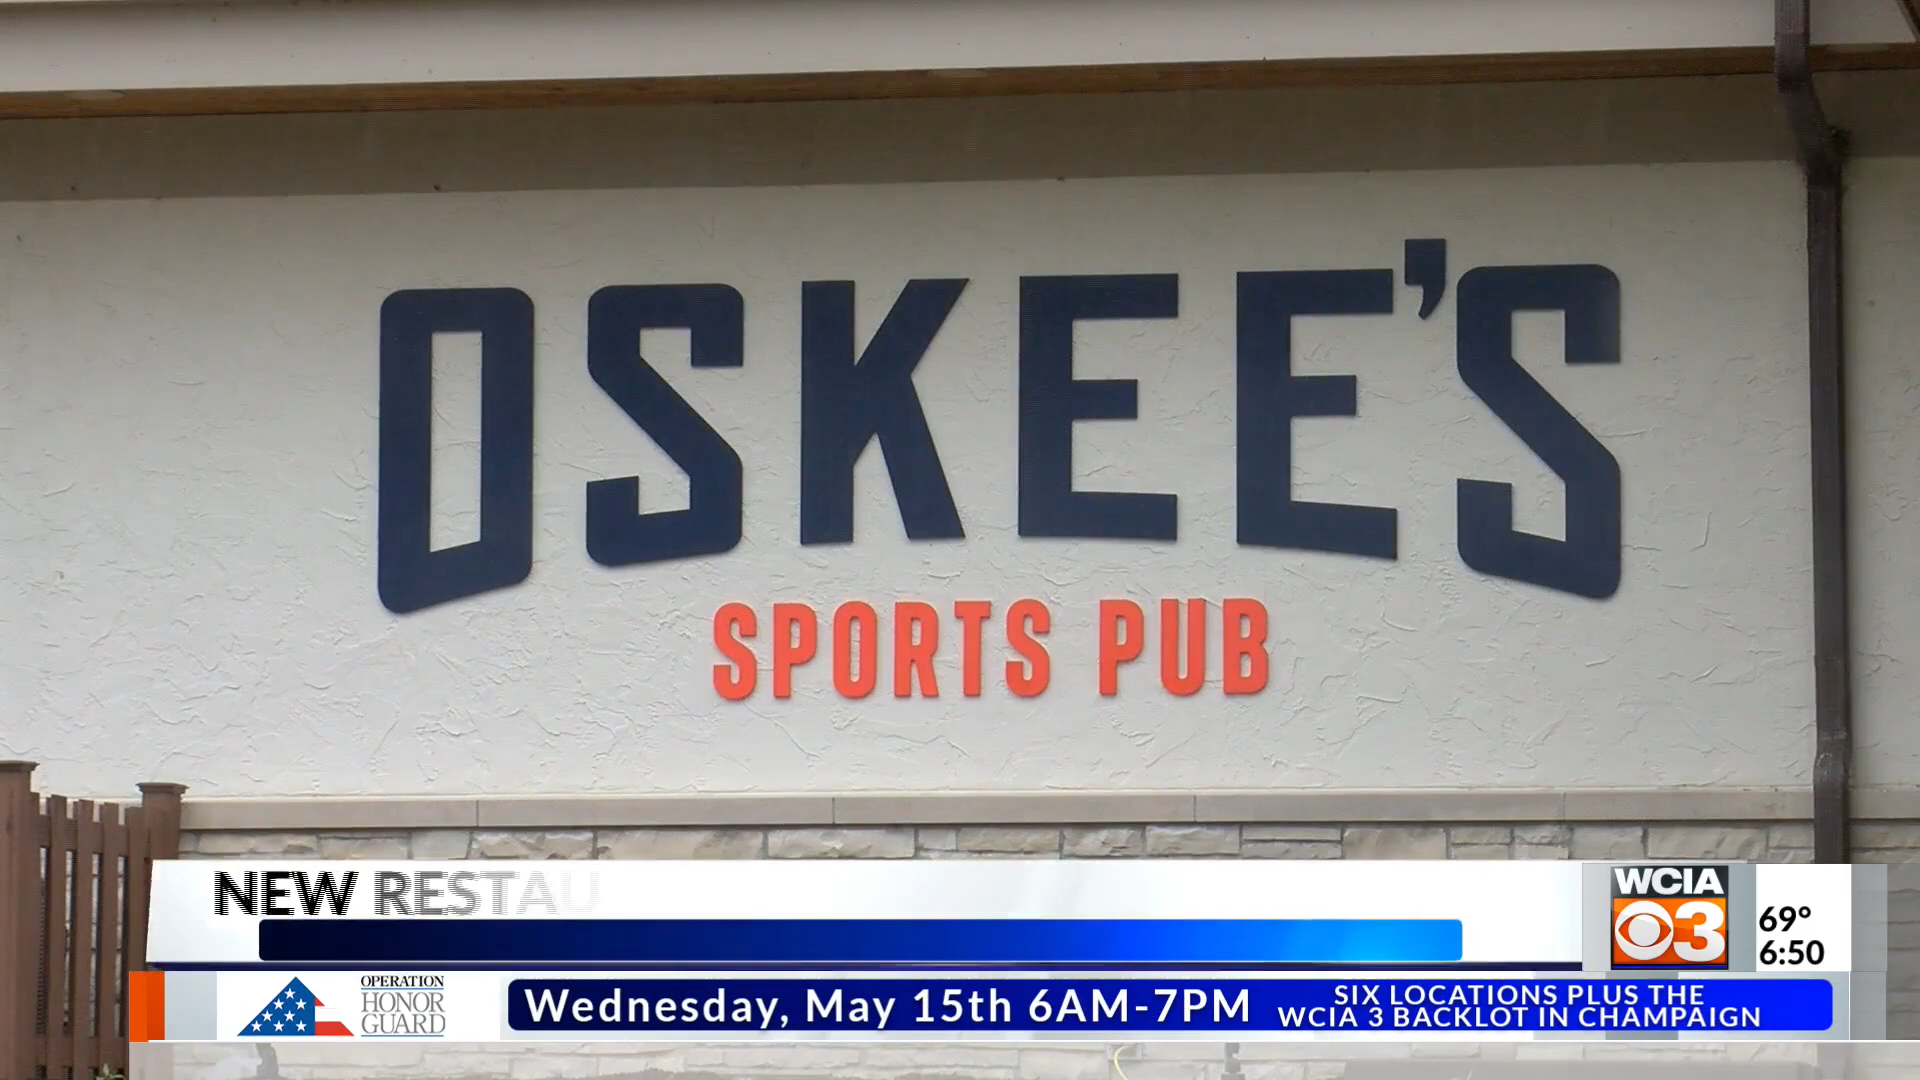 OSKEE'S
SPORTS PUB
NEW RESTAU
WCIA
3
69°
6:50
OPERATION
HONOR
GUARD
Wednesday, May 15th 6AM-7PM
SIX LOCATIONS PLUS THE
WCIA 3 BACKLOT IN CHAMPAIGN